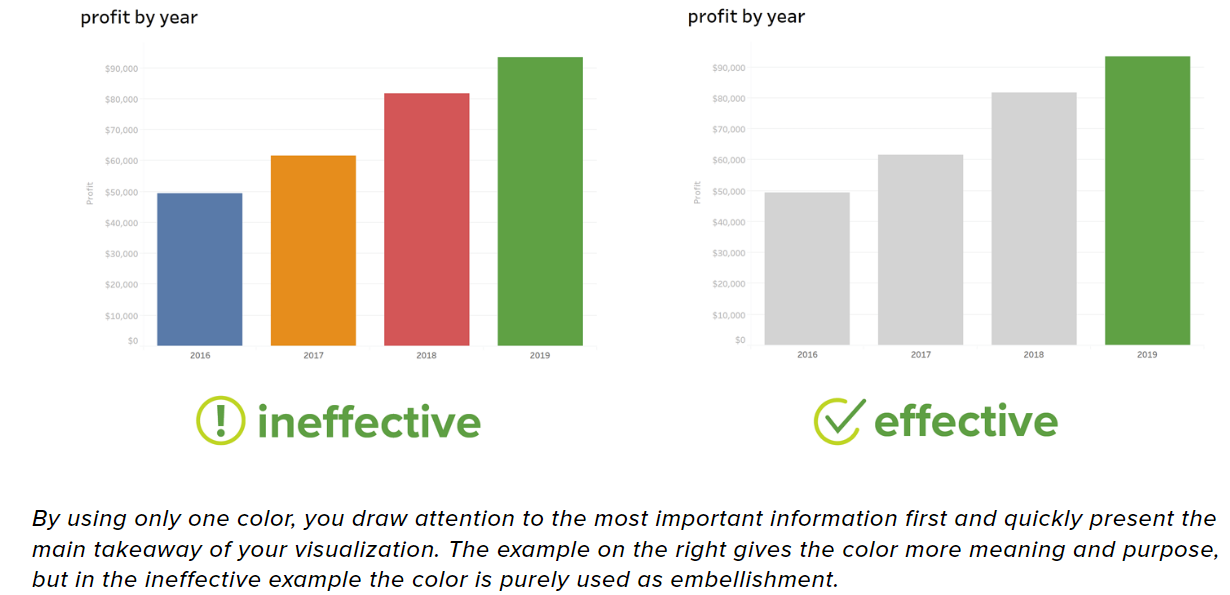 profit by year
$90,000
$80,000
$70,000
$60,000
$50,000
$40,000
$30,000
$20,000
$10,000
$0
Profit
2016 2017 2018 2019
ineffective
profit by year
$90,000
$80,000
$70,000
$60,000
$50,000
$40,000
$30,000
$20,000
$10,000
$0
Profit
2016 2017 2018 2019
effective
By using only one color, you draw attention to the most important information first and quickly present the
main takeaway of your visualization. The example on the right gives the color more meaning and purpose,
but in the ineffective example the color is purely used as embellishment.